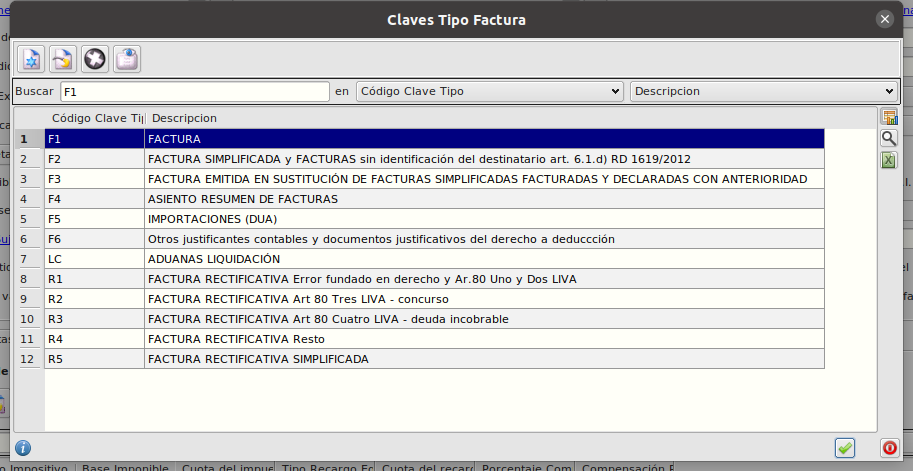 Claves Tipo Factura
Buscar F1 en Código Clave Tipo Descripcion
Código Clave Tip Descripcion
1 F1 FACTURA
2 F2 FACTURA SIMPLIFICADA y FACTURAS sin identificación del destinatario art. 6.1.d) RD 1619/2012
3 F3 FACTURA EMITIDA EN SUSTITUCIÓN DE FACTURAS SIMPLIFICADAS FACTURADAS Y DECLARADAS CON ANTERIORIDAD
4 F4 ASIENTO RESUMEN DE FACTURAS
5 F5 IMPORTACIONES (DUA)
6 F6 Otros justificantes contables y documentos justificativos del derecho a deduccción
7 LC ADUANAS LIQUIDACIÓN
8 R1 FACTURA RECTIFICATIVA Error fundado en derecho y Ar.80 Uno y Dos LIVA
9 R2 FACTURA RECTIFICATIVA Art 80 Tres LIVA - concurso
10 R3 FACTURA RECTIFICATIVA Art 80 Cuatro LIVA - deuda incobrable
11 R4 FACTURA RECTIFICATIVA Resto
12 R5 FACTURA RECTIFICATIVA SIMPLIFICADA
Impositivo Base Imponible Cuota del impue Tipo Recargo Cuota del recar Porcentaje Com Compensación